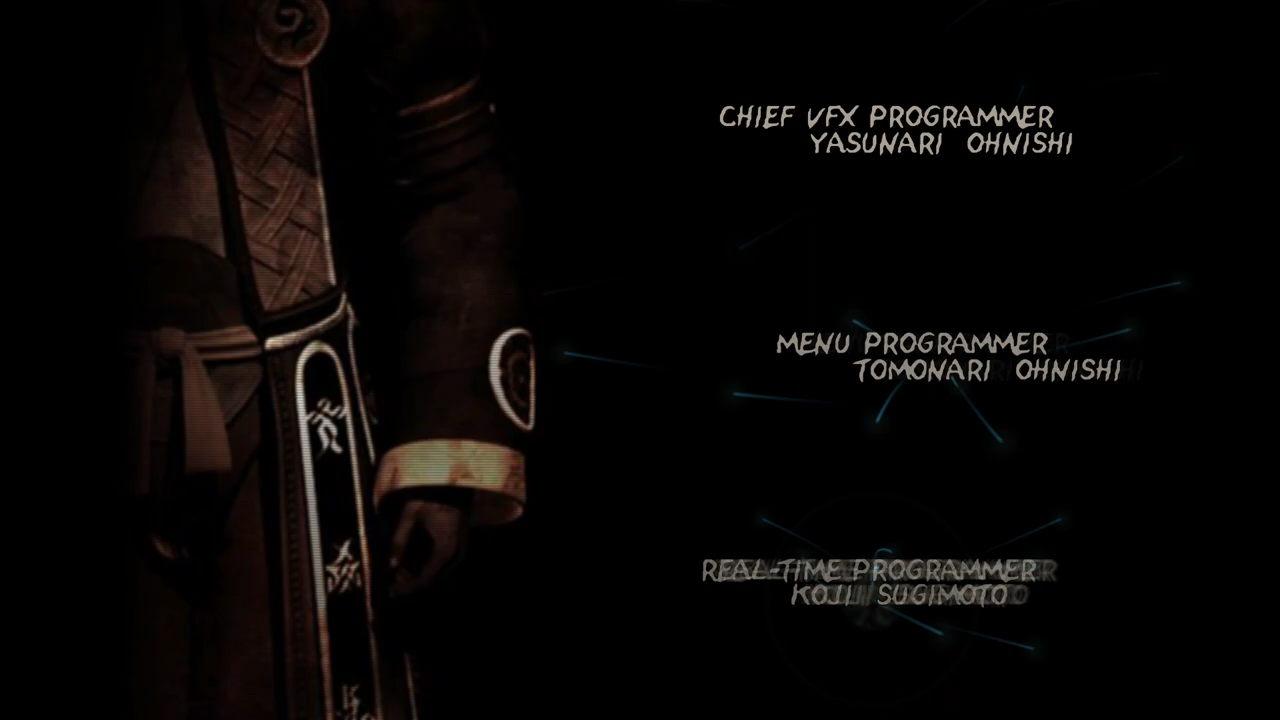 CHIEF VFX PROGRAMMER
YASUNARI OHNISHI
MENU PROGRAMMER
TOMONARI OHNISHI
REAL-TIME PROGRAMMER
KOJI SUGIMOTO